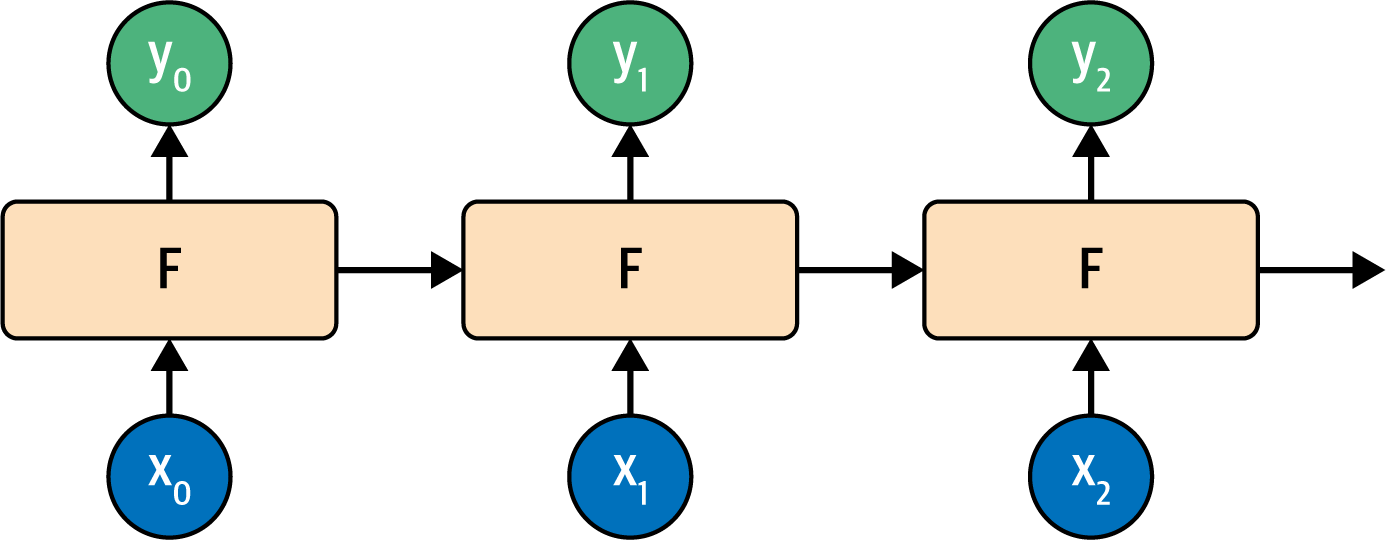 y₀ y₁ y₂
F F F
x₀ x₁ x₂